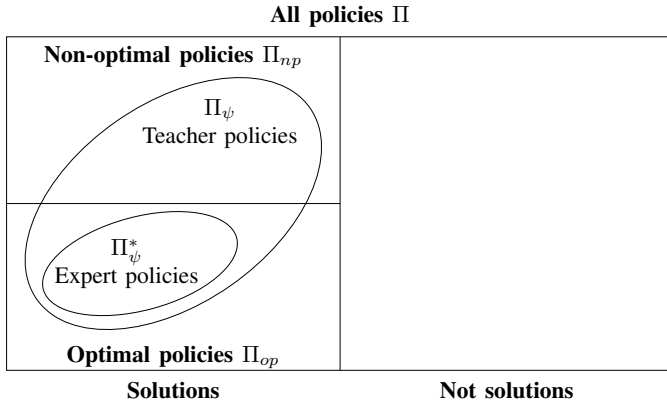 All policies Π
Non-optimal policies Π_np
Π_ψ
Teacher policies
Π*_ψ
Expert policies
Optimal policies Π_op
Solutions
Not solutions